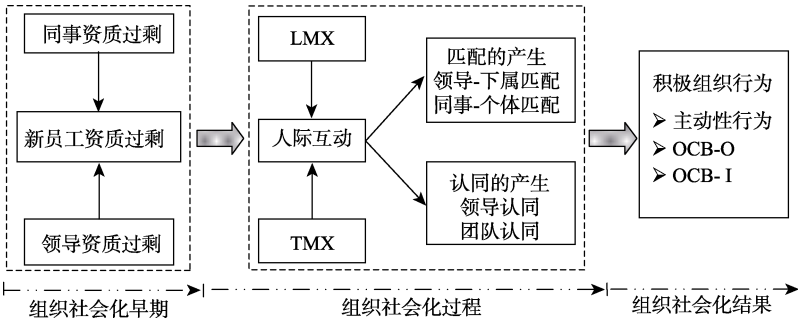 同事资质过剩
新员工资质过剩
领导资质过剩
LMX
人际互动
TMX
匹配的产生
领导-下属匹配
同事-个体匹配
认同的产生
领导认同
团队认同
积极组织行为
➢ 主动性行为
➢ OCB-O
➢ OCB- I
组织社会化早期
组织社会化过程
组织社会化结果